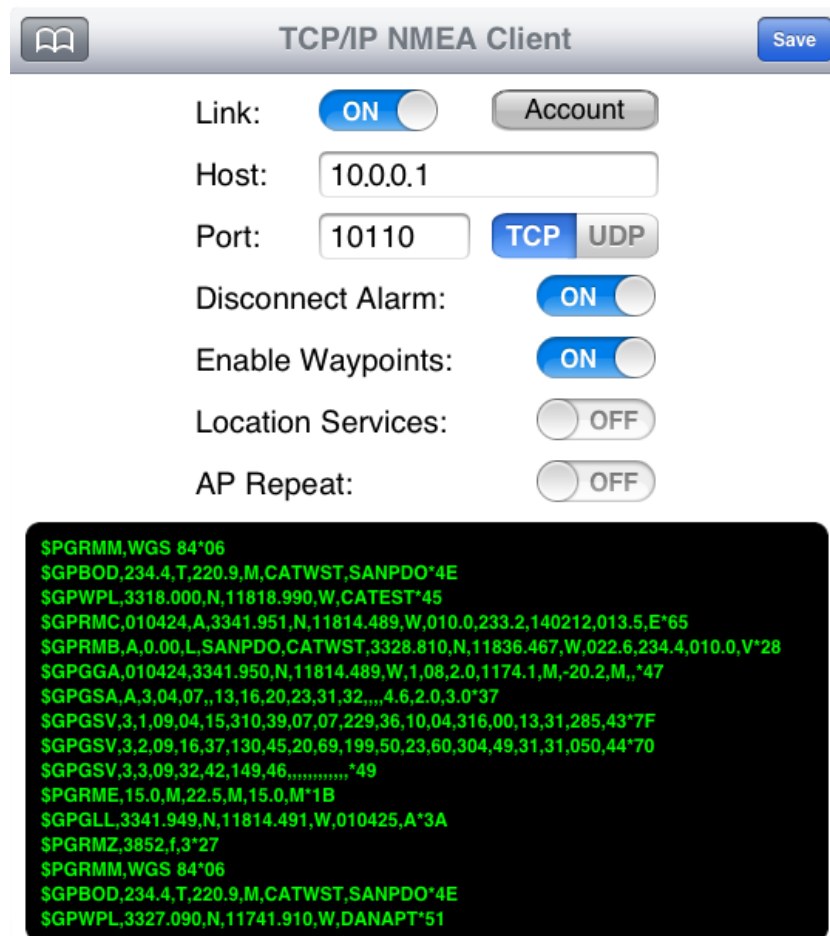 TCP/IP NMEA Client
Save
Link: ON Account
Host: 10.0.0.1
Port: 10110 TCP UDP
Disconnect Alarm: ON
Enable Waypoints: ON
Location Services: OFF
AP Repeat: OFF
$PGRMM,WGS 84*06
$GPBOD,234.4,T,220.9,M,CATWST,SANPDO*4E
$GPWPL,3318.000,N,11818.990,W,CATEST*45
$GPRMC,010424,A,3341.951,N,11814.489,W,010.0,233.2,140212,013.5,E*65
$GPRMB,A,0.00,L,SANPDO,CATWST,3328.810,N,11836.467,W,022.6,234.4,010.0,V*28
$GPGGA,010424,3341.950,N,11814.489,W,1,08,2.0,1174.1,M,-20.2,M,,*47
$GPGSA,A,3,04,07,,13,16,20,23,31,32,,,,4.6,2.0,3.0*37
$GPGSV,3,1,09,04,15,310,39,07,07,229,36,10,04,316,00,13,31,285,43*7F
$GPGSV,3,2,09,16,37,130,45,20,69,199,50,23,60,304,49,31,31,050,44*70
$GPGSV,3,3,09,32,42,149,46,,,,,,,,,,,,,*49
$PGRME,15.0,M,22.5,M,15.0,M*1B
$GPGLL,3341.949,N,11814.491,W,010425,A*3A
$PGRMZ,3852,f,3*27
$PGRMM,WGS 84*06
$GPBOD,234.4,T,220.9,M,CATWST,SANPDO*4E
$GPWPL,3327.090,N,11741.910,W,DANAPT*51